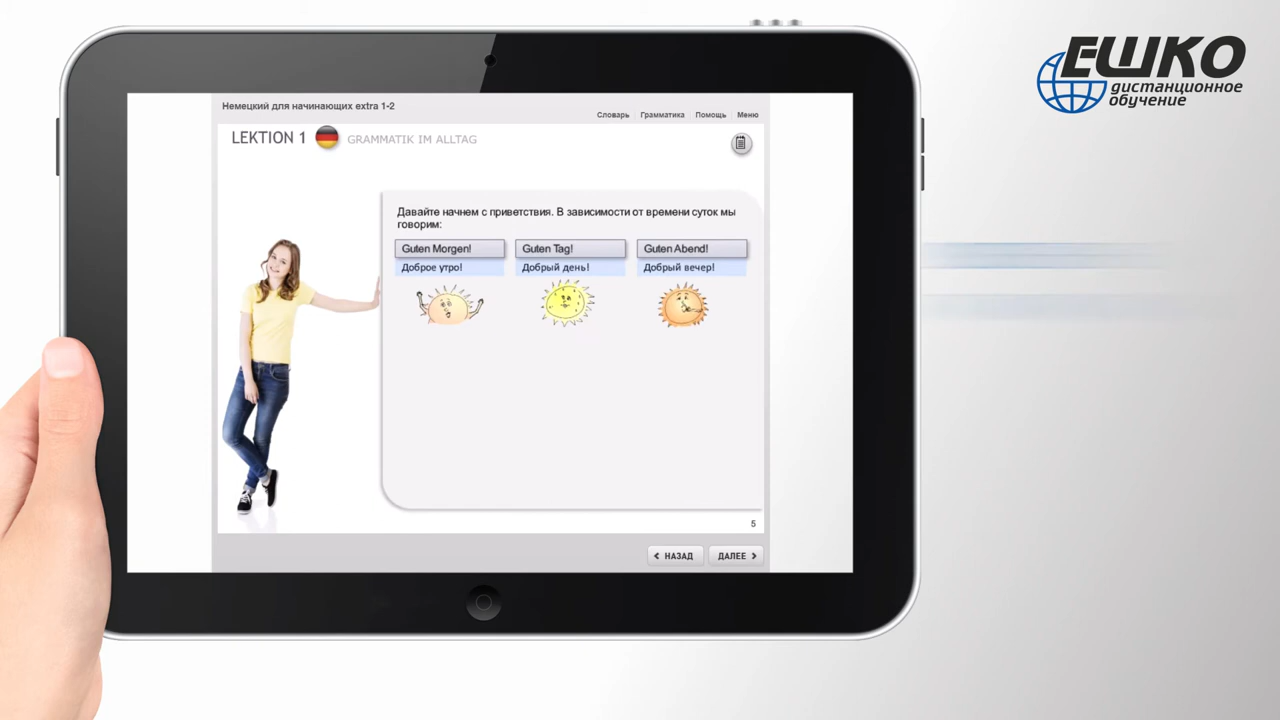 ЕШКО
дистанционное
обучение
Немецкий для начинающих extra 1-2
Словарь Грамматика Помощь Меню
LEKTION 1 GRAMMATIK IM ALLTAG
Давайте начнем с приветствия. В зависимости от времени суток мы
говорим:
Guten Morgen! Guten Tag! Guten Abend!
Доброе утро! Добрый день! Добрый вечер!
5
НАЗАД ДАЛЕЕ